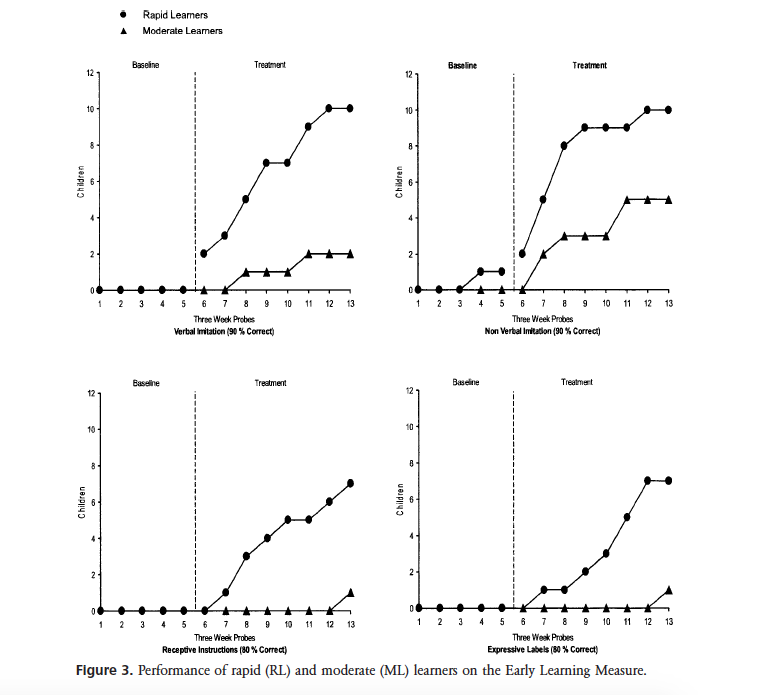 Rapid Learners
Moderate Learners
Baseline Treatment
12
10
8
6
4
2
0
Children
1 2 3 4 5 6 7 8 9 10 11 12 13
Three Week Probes
Verbal Imitation (90 % Correct)
Baseline Treatment
12
10
8
6
4
2
0
Children
1 2 3 4 5 6 7 8 9 10 11 12 13
Three Week Probes
Non Verbal Imitation (90 % Correct)
Baseline Treatment
12
10
8
6
4
2
0
Children
1 2 3 4 5 6 7 8 9 10 11 12 13
Three Week Probes
Receptive Instructions (80 % Correct)
Baseline Treatment
12
10
8
6
4
2
0
Children
1 2 3 4 5 6 7 8 9 10 11 12 13
Three Week Probes
Expressive Labels (80 % Correct)
Figure 3. Performance of rapid (RL) and moderate (ML) learners on the Early Learning Measure.